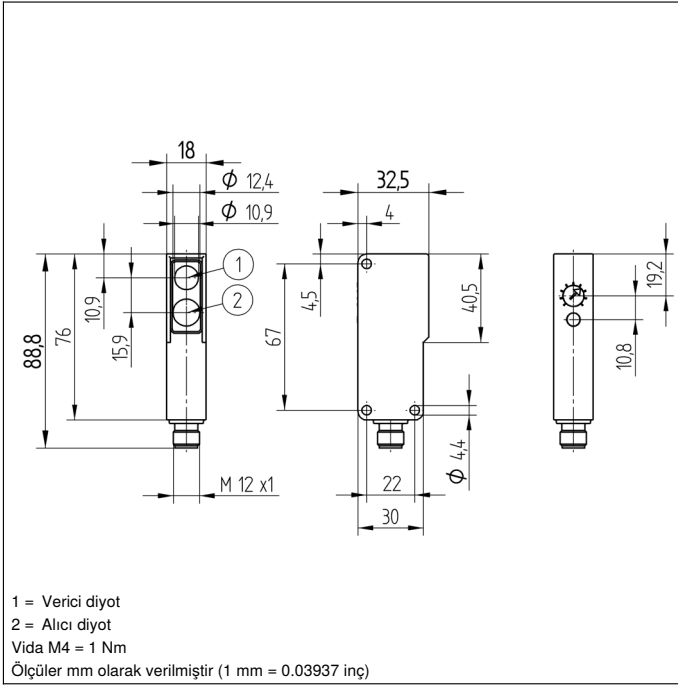 18
32,5
ϕ 12,4
ϕ 10,9
4
1
2
10,9
15,9
76
88,8
4,5
67
40,5
19,2
10,8
ϕ 4,4
M 12 x1
22
30
1 = Verici diyot
2 = Alıcı diyot
Vida M4 = 1 Nm
Ölçüler mm olarak verilmiştir (1 mm = 0.03937 inç)